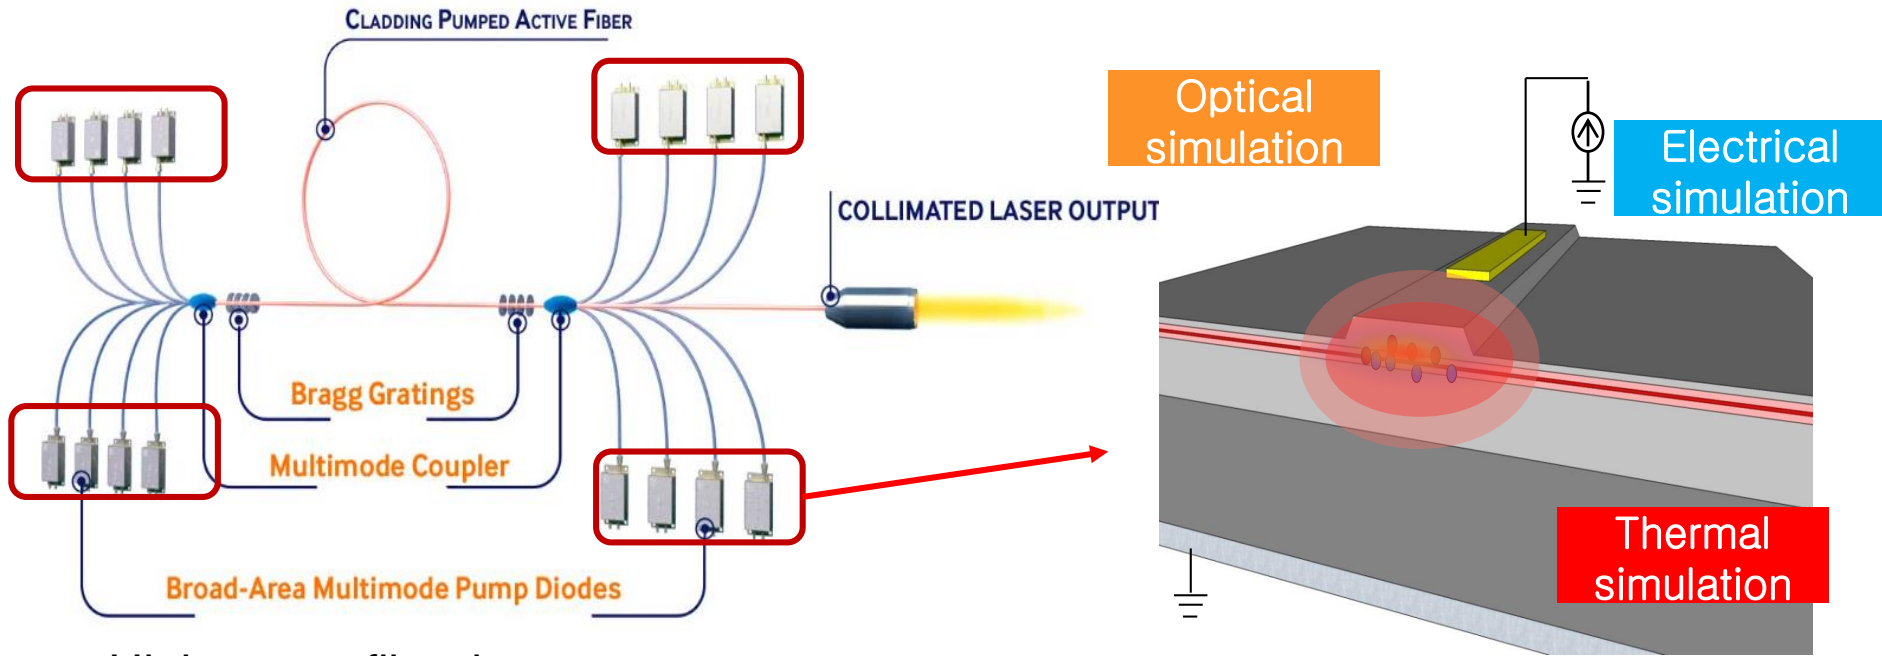 CLADDING PUMPED ACTIVE FIBER
COLLIMATED LASER OUTPUT
Bragg Gratings
Multimode Coupler
Broad-Area Multimode Pump Diodes
Optical
simulation
Electrical
simulation
Thermal
simulation